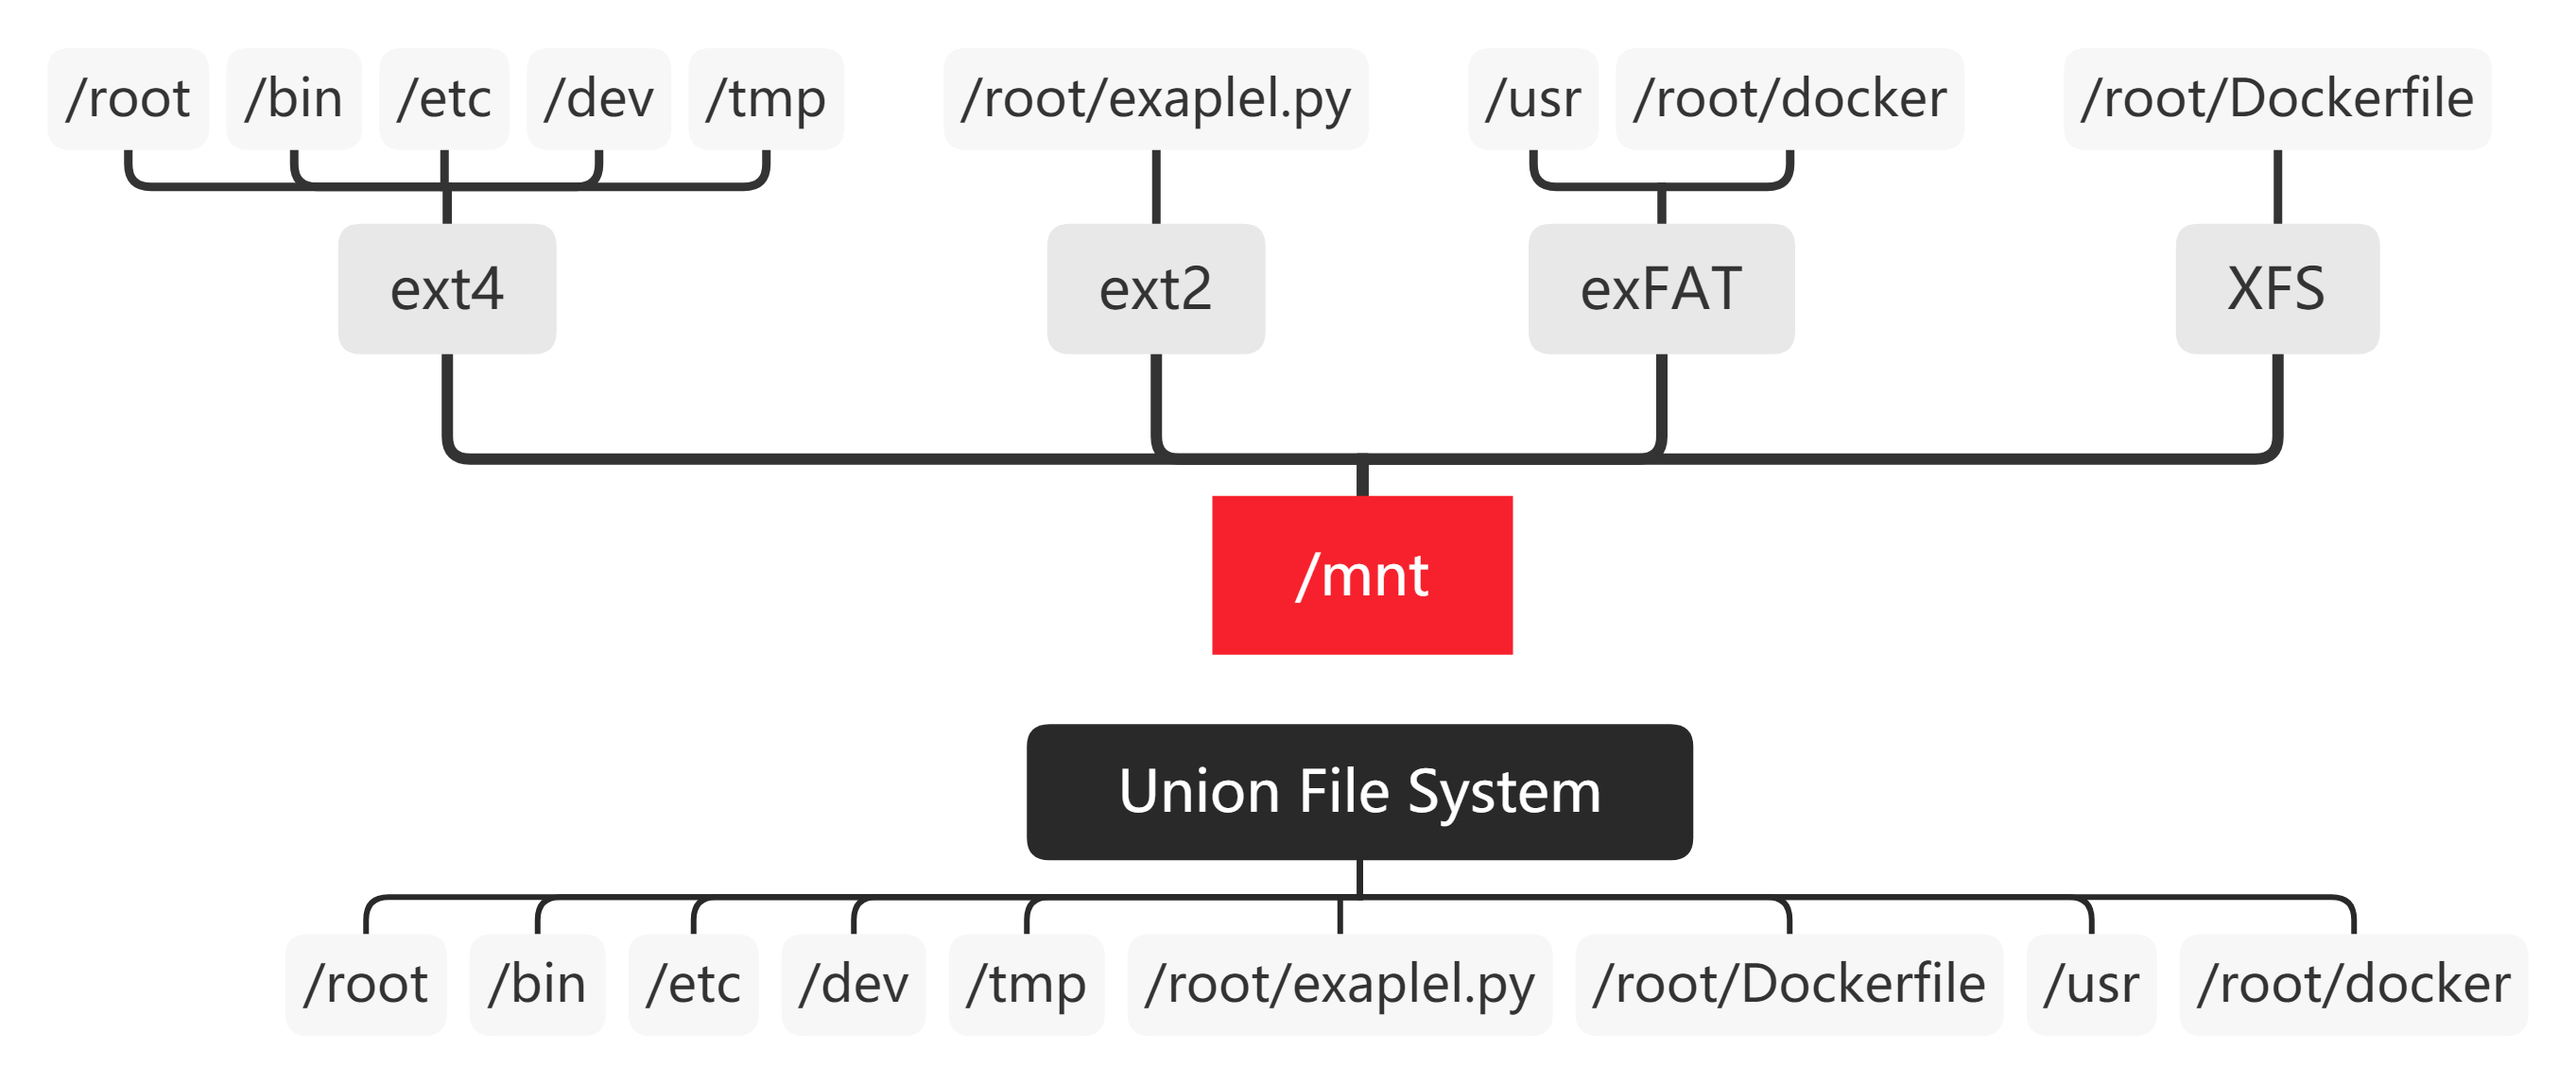 /root /bin /etc /dev /tmp /root/exaplel.py /usr /root/docker /root/Dockerfile
ext4 ext2 exFAT XFS
/mnt
Union File System
/root /bin /etc /dev /tmp /root/exaplel.py /root/Dockerfile /usr /root/docker